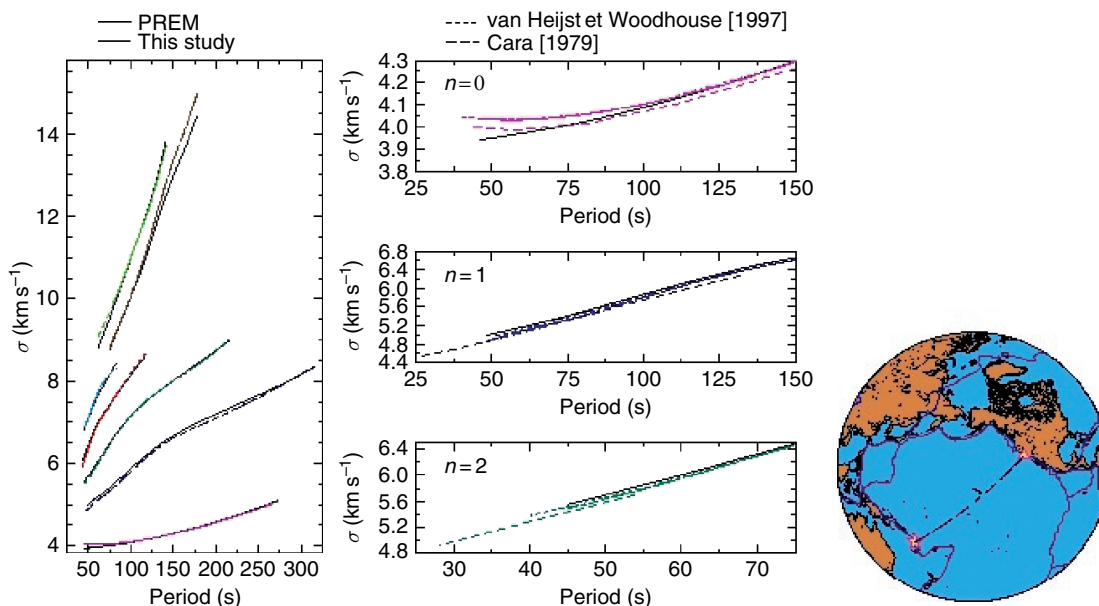 PREM
This study
van Heijst et Woodhouse [1997]
Cara [1979]
14
12
10
8
6
4
σ (km s⁻¹)
50 100 150 200 250 300
Period (s)
n=0
4.3
4.2
4.1
4.0
3.9
3.8
σ (km s⁻¹)
25 50 75 100 125 150
Period (s)
n=1
6.8
6.4
6.0
5.6
5.2
4.8
4.4
σ (km s⁻¹)
25 50 75 100 125 150
Period (s)
n=2
6.4
6.0
5.6
5.2
4.8
σ (km s⁻¹)
30 40 50 60 70
Period (s)